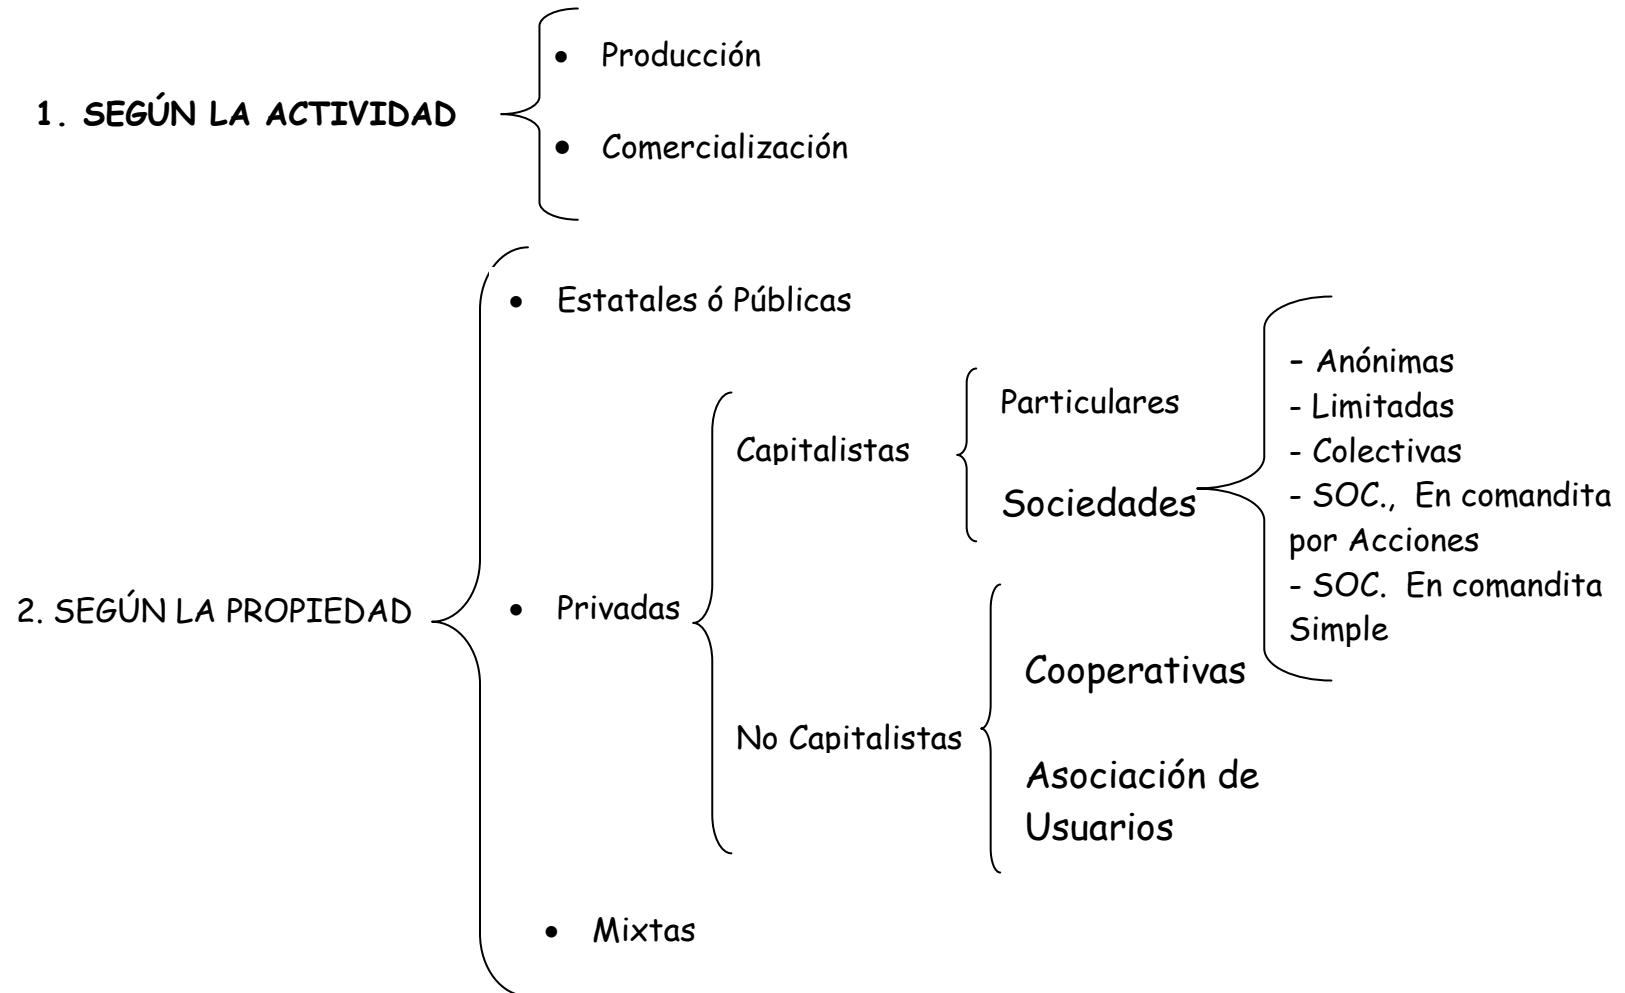 1. SEGÚN LA ACTIVIDAD
• Producción
• Comercialización
2. SEGÚN LA PROPIEDAD
• Estatales ó Públicas
• Privadas
Capitalistas
Particulares
Sociedades
- Anónimas
- Limitadas
- Colectivas
- SOC., En comandita
por Acciones
- SOC. En comandita
Simple
No Capitalistas
Cooperativas
Asociación de
Usuarios
• Mixtas